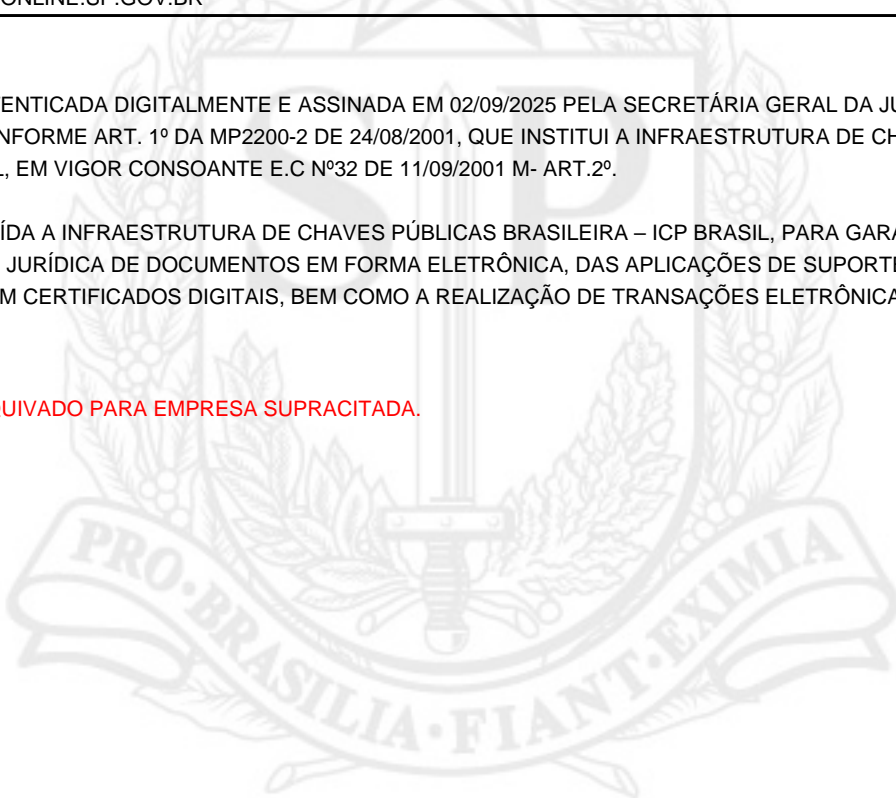 ONLINE.SP.GOV.BR
ENTICADA DIGITALMENTE E ASSINADA EM 02/09/2025 PELA SECRETÁRIA GERAL DA JU
NFORME ART. 1º DA MP2200-2 DE 24/08/2001, QUE INSTITUI A INFRAESTRUTURA DE CH
L, EM VIGOR CONSOANTE E.C Nº32 DE 11/09/2001 M- ART.2º.
ÍDA A INFRAESTRUTURA DE CHAVES PÚBLICAS BRASILEIRA – ICP BRASIL, PARA GARA
JURÍDICA DE DOCUMENTOS EM FORMA ELETRÔNICA, DAS APLICAÇÕES DE SUPORTE
M CERTIFICADOS DIGITAIS, BEM COMO A REALIZAÇÃO DE TRANSAÇÕES ELETRÔNICA
UIVADO PARA EMPRESA SUPRACITADA.
SP
PRO·BRASILIA·FIANT·EXIMIA